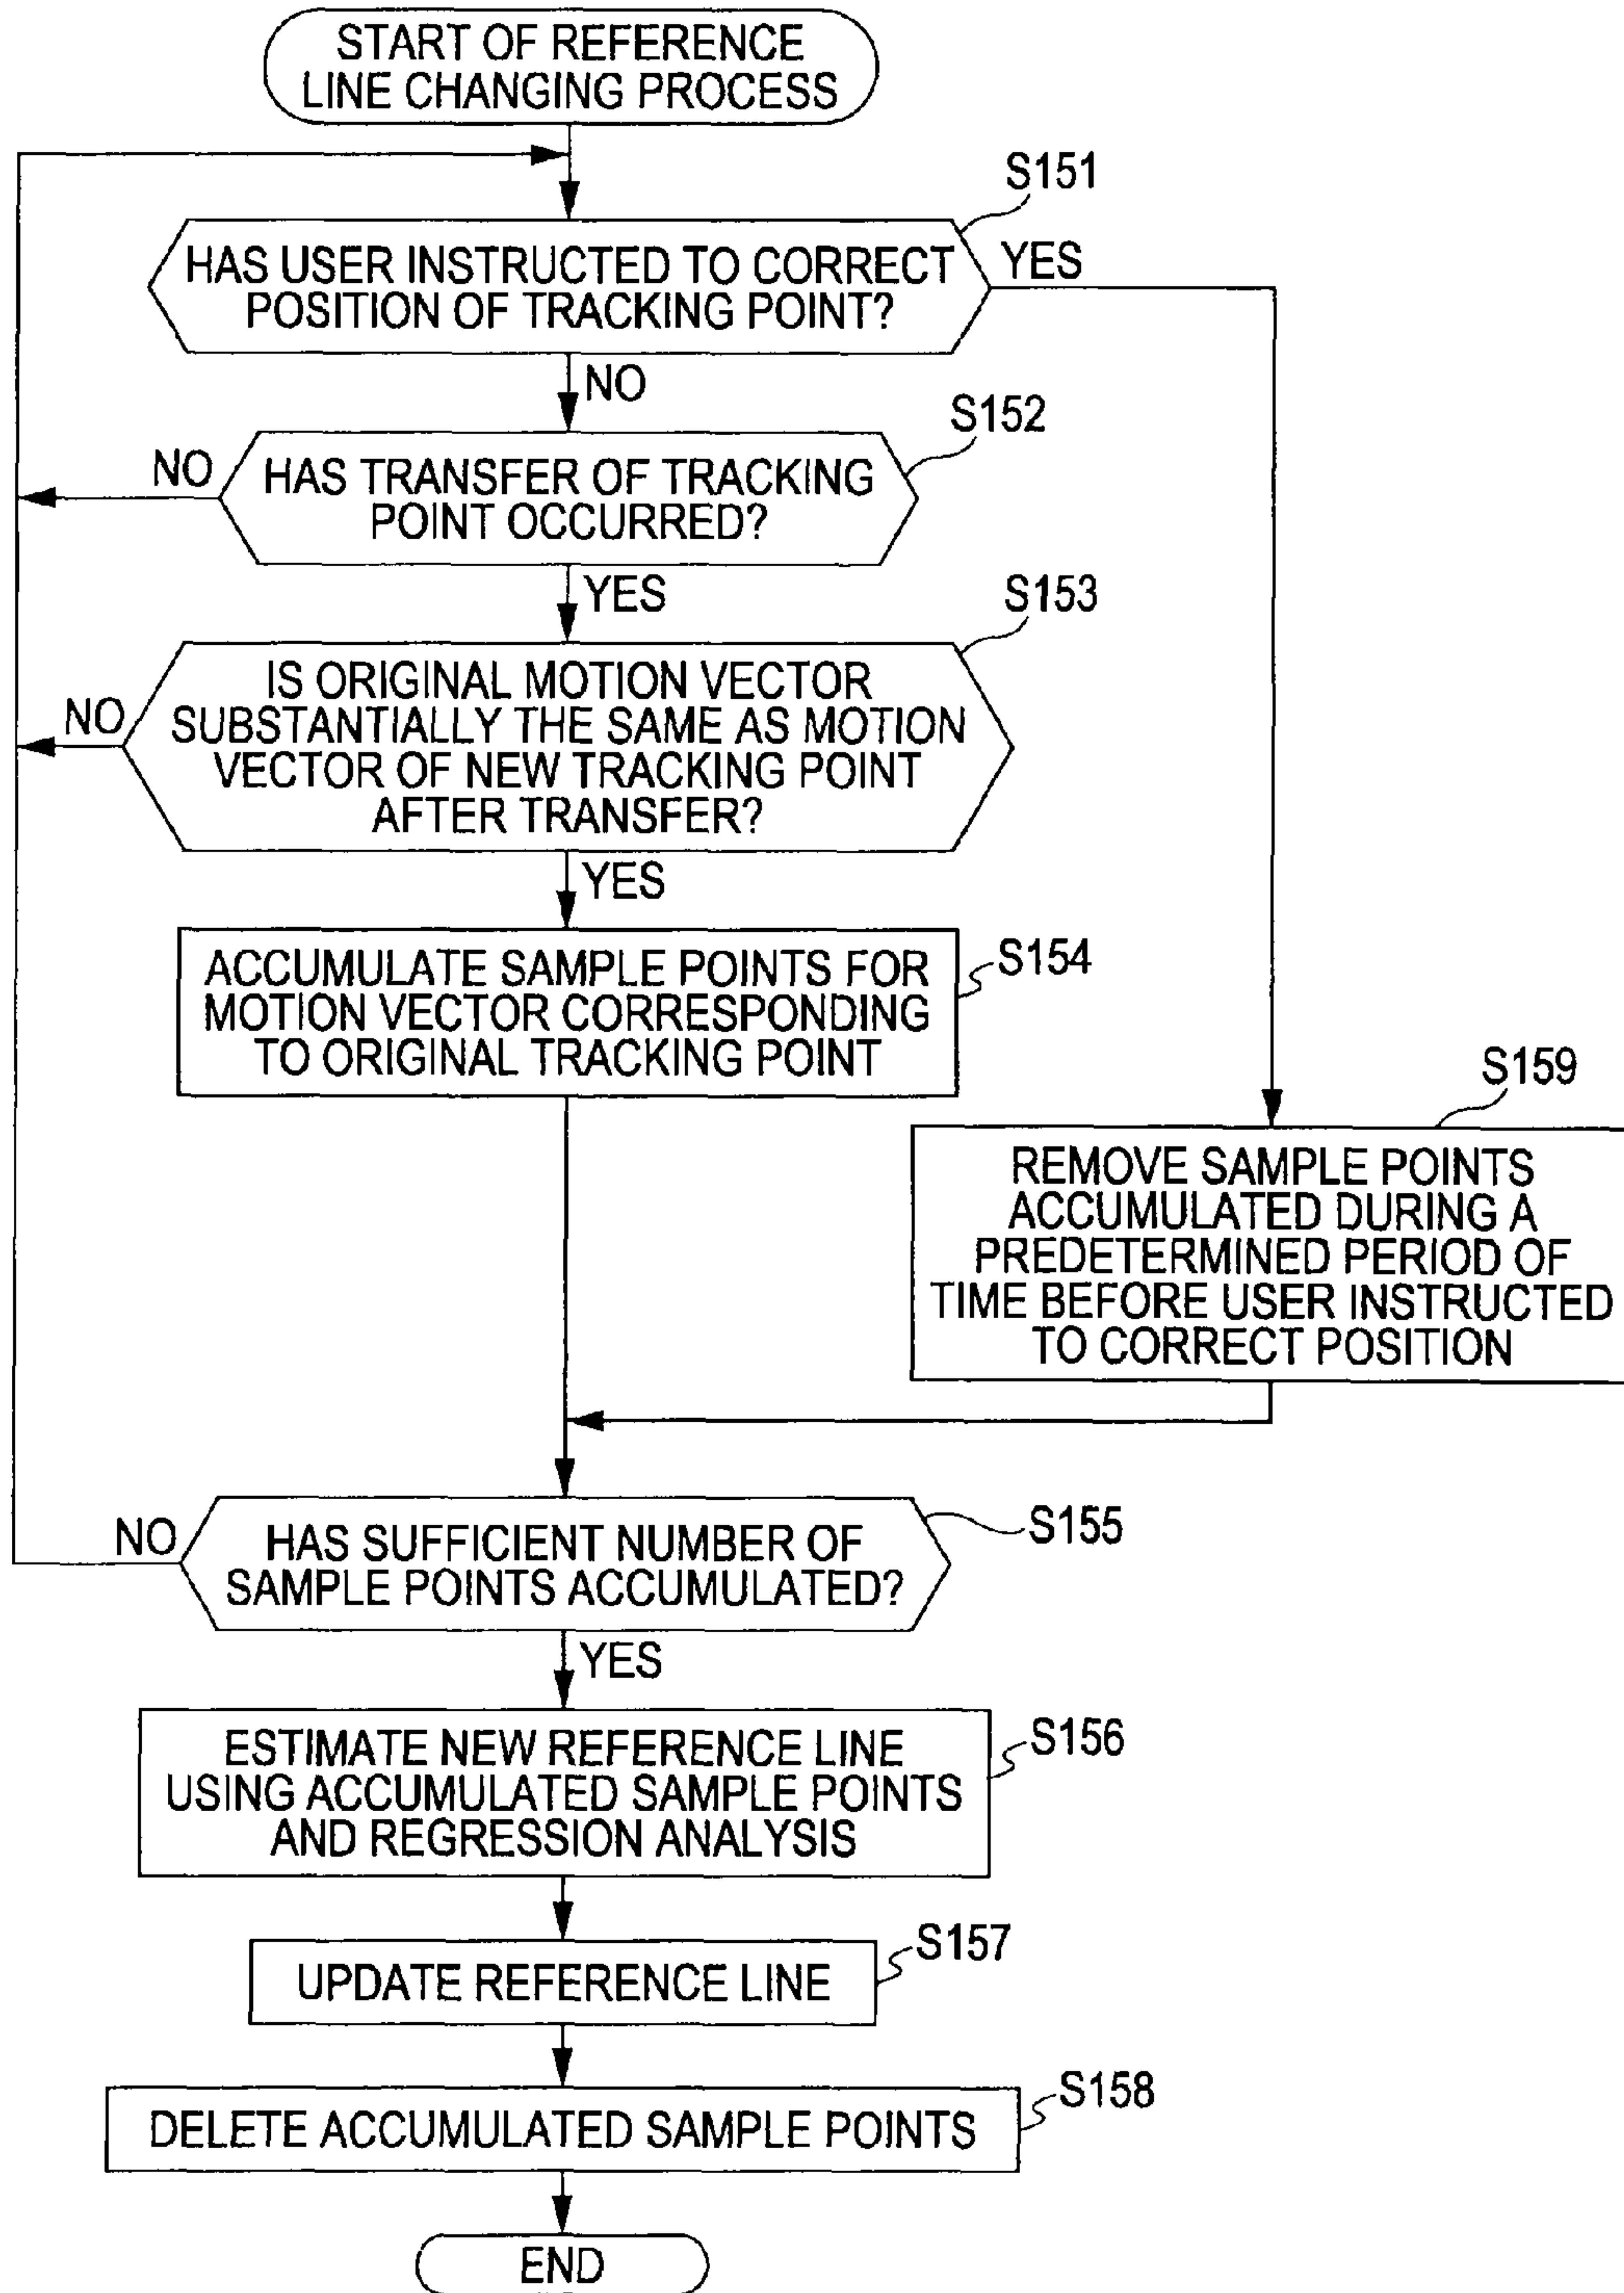 START OF REFERENCE
LINE CHANGING PROCESS
S151
HAS USER INSTRUCTED TO CORRECT
POSITION OF TRACKING POINT?
YES
NO
S152
HAS TRANSFER OF TRACKING
POINT OCCURRED?
NO
YES
S153
IS ORIGINAL MOTION VECTOR
SUBSTANTIALLY THE SAME AS MOTION
VECTOR OF NEW TRACKING POINT
AFTER TRANSFER?
NO
YES
ACCUMULATE SAMPLE POINTS FOR
MOTION VECTOR CORRESPONDING
TO ORIGINAL TRACKING POINT
S154
S159
REMOVE SAMPLE POINTS
ACCUMULATED DURING A
PREDETERMINED PERIOD OF
TIME BEFORE USER INSTRUCTED
TO CORRECT POSITION
HAS SUFFICIENT NUMBER OF
SAMPLE POINTS ACCUMULATED?
S155
NO
YES
ESTIMATE NEW REFERENCE LINE
USING ACCUMULATED SAMPLE POINTS
AND REGRESSION ANALYSIS
S156
UPDATE REFERENCE LINE
S157
DELETE ACCUMULATED SAMPLE POINTS
S158
END